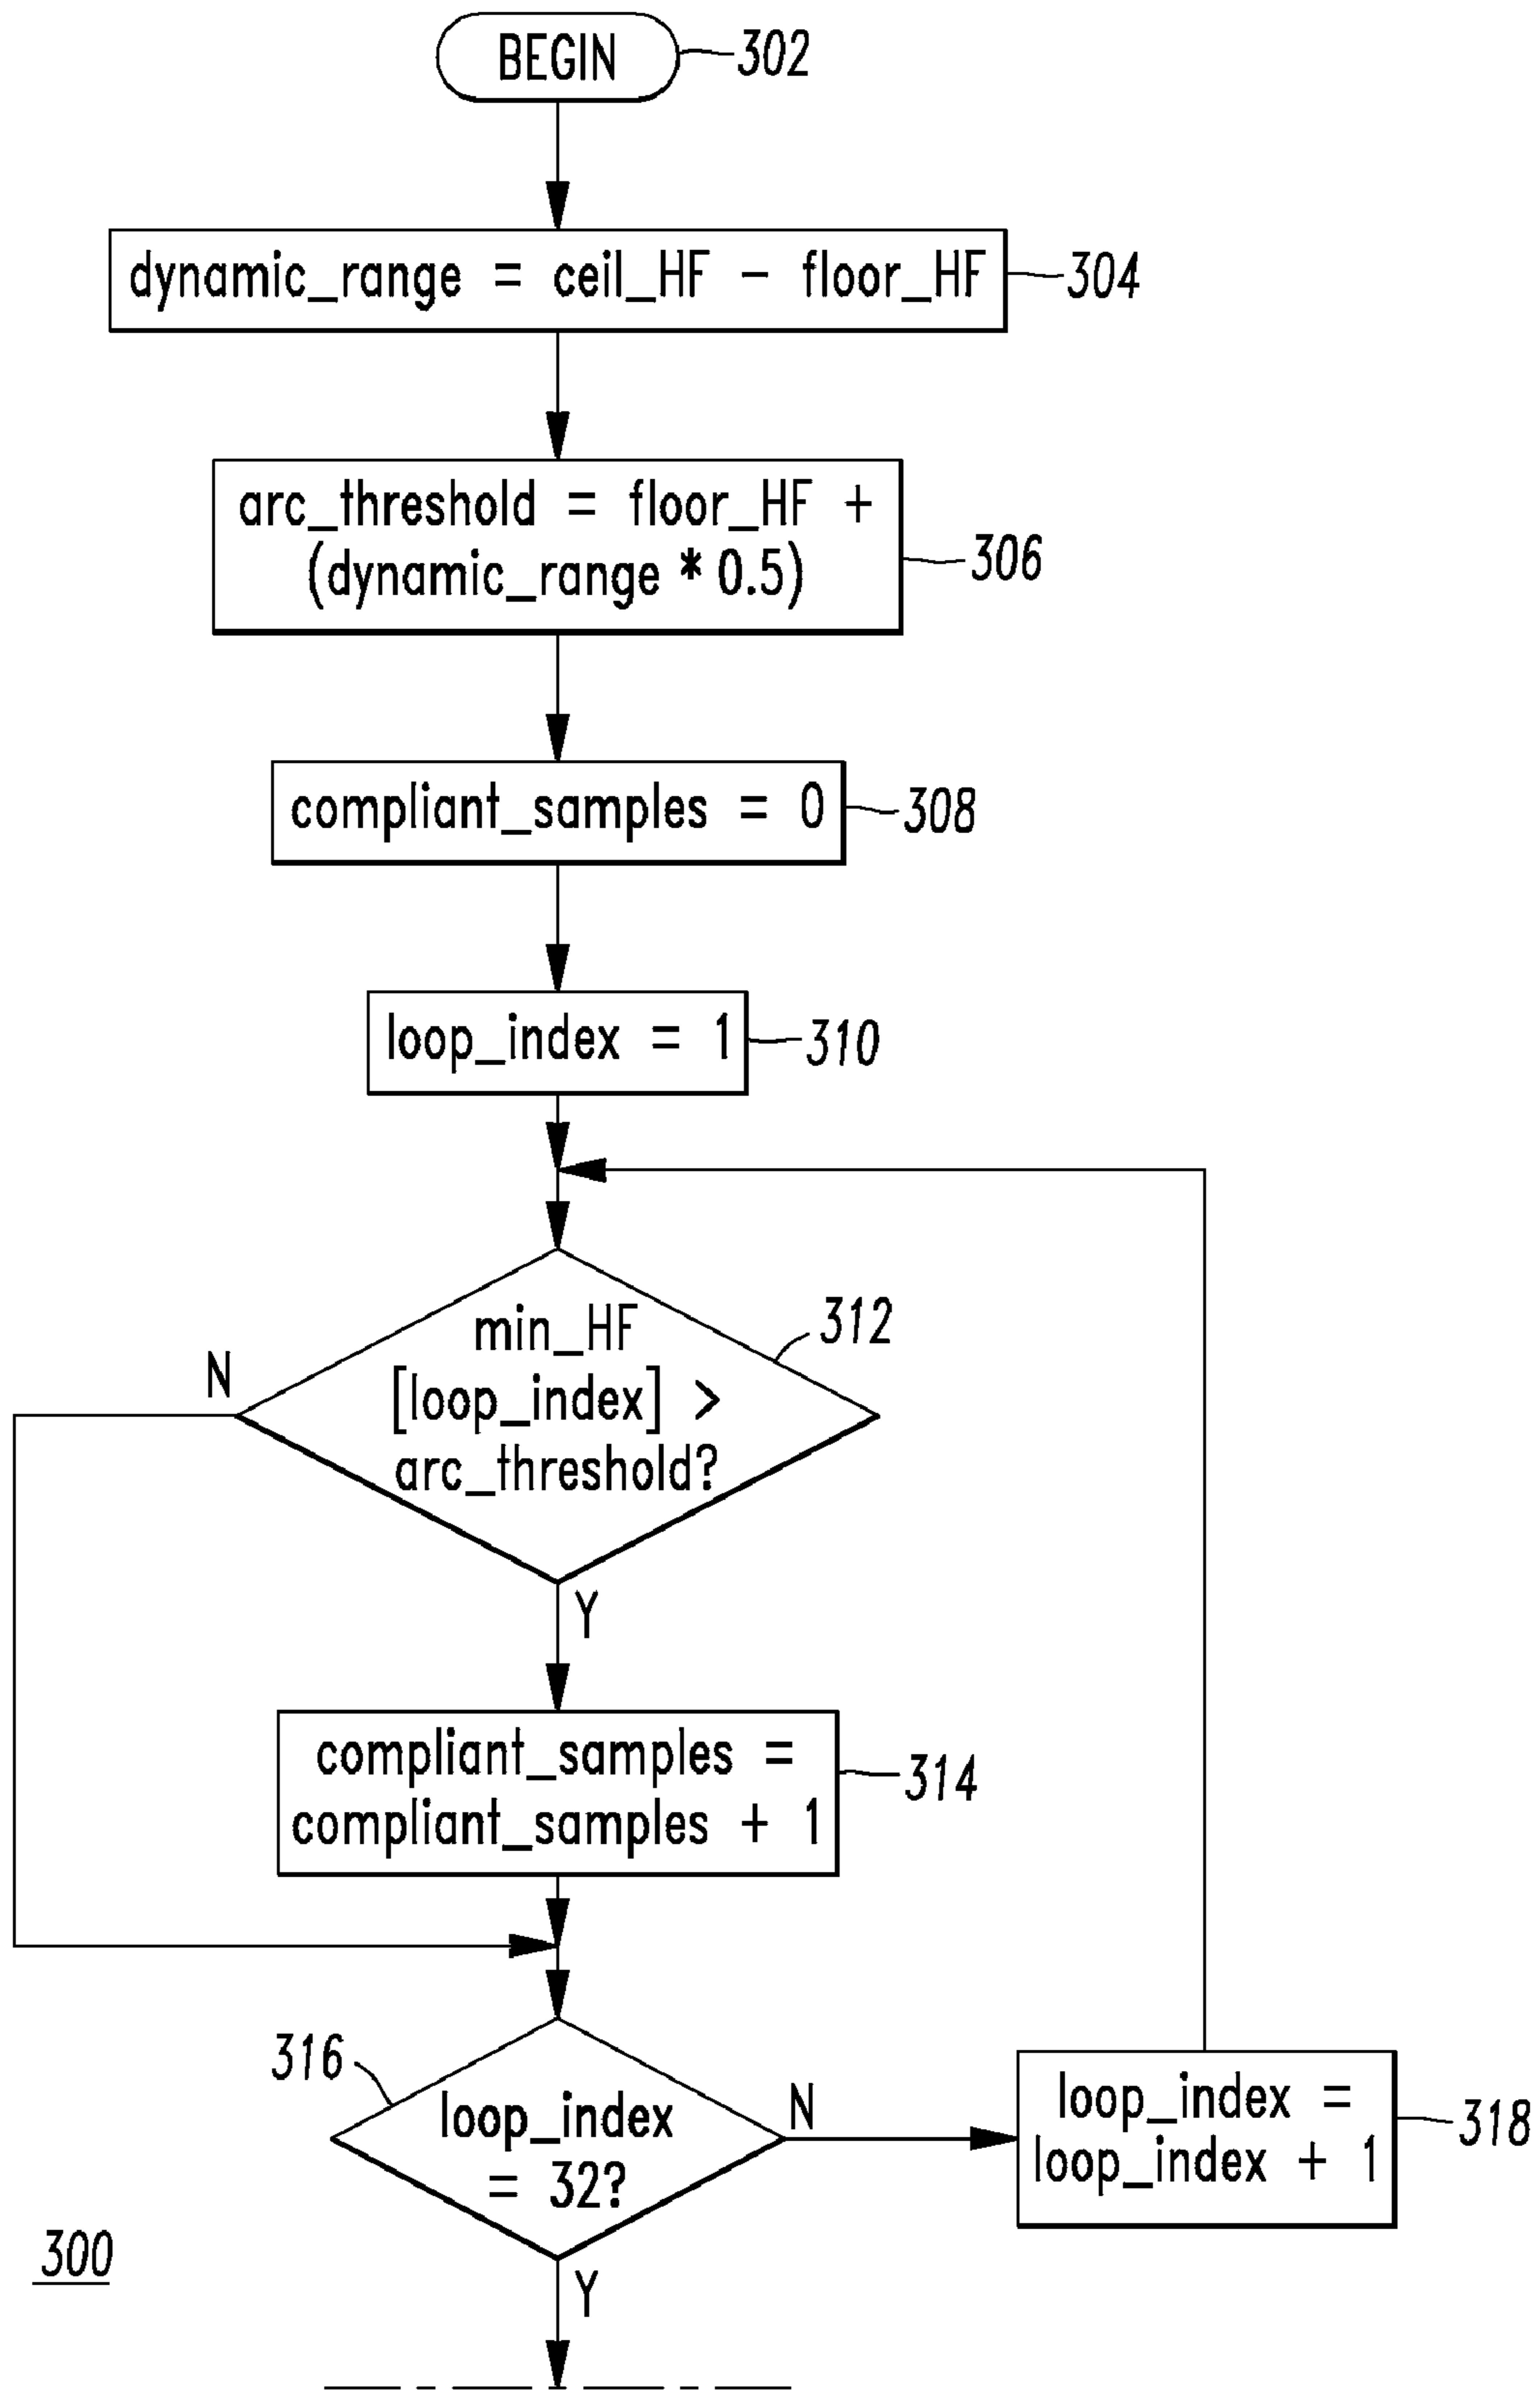 BEGIN
302
dynamic_range = ceil_HF - floor_HF
304
arc_threshold = floor_HF +
(dynamic_range * 0.5)
306
compliant_samples = 0
308
loop_index = 1
310
min_HF
[loop_index] >
arc_threshold?
312
N
Y
compliant_samples =
compliant_samples + 1
314
316
loop_index
= 32?
N
loop_index =
loop_index + 1
318
Y
300